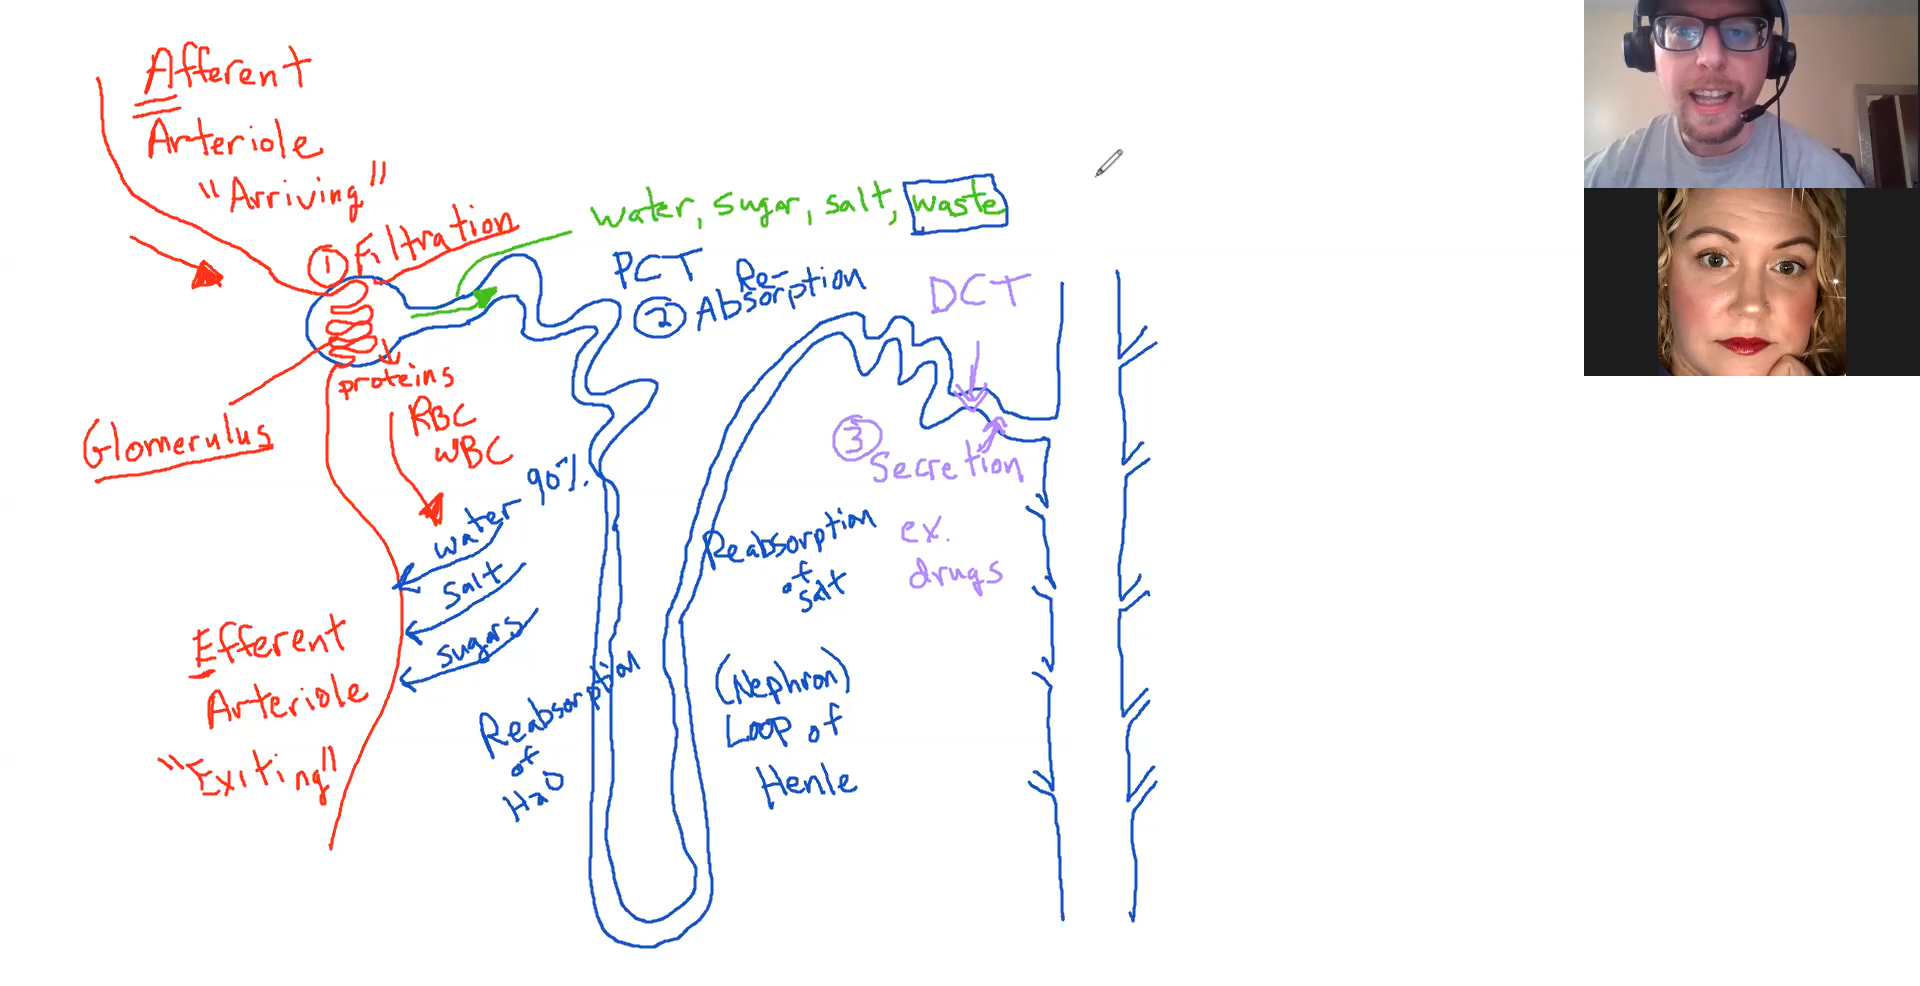 Afferent
Arteriole
"Arriving"
① Filtration
water, sugar, salt, waste
PCT
② Re-
Absorption
DCT
proteins
RBC
WBC
Glomerulus
③
Secretion
90%
water
salt
sugars
Reabsorption
of
salt
ex.
drugs
Efferent
Arteriole
"Exiting"
Reabsorption
of
H2O
(Nephron)
Loop of
Henle